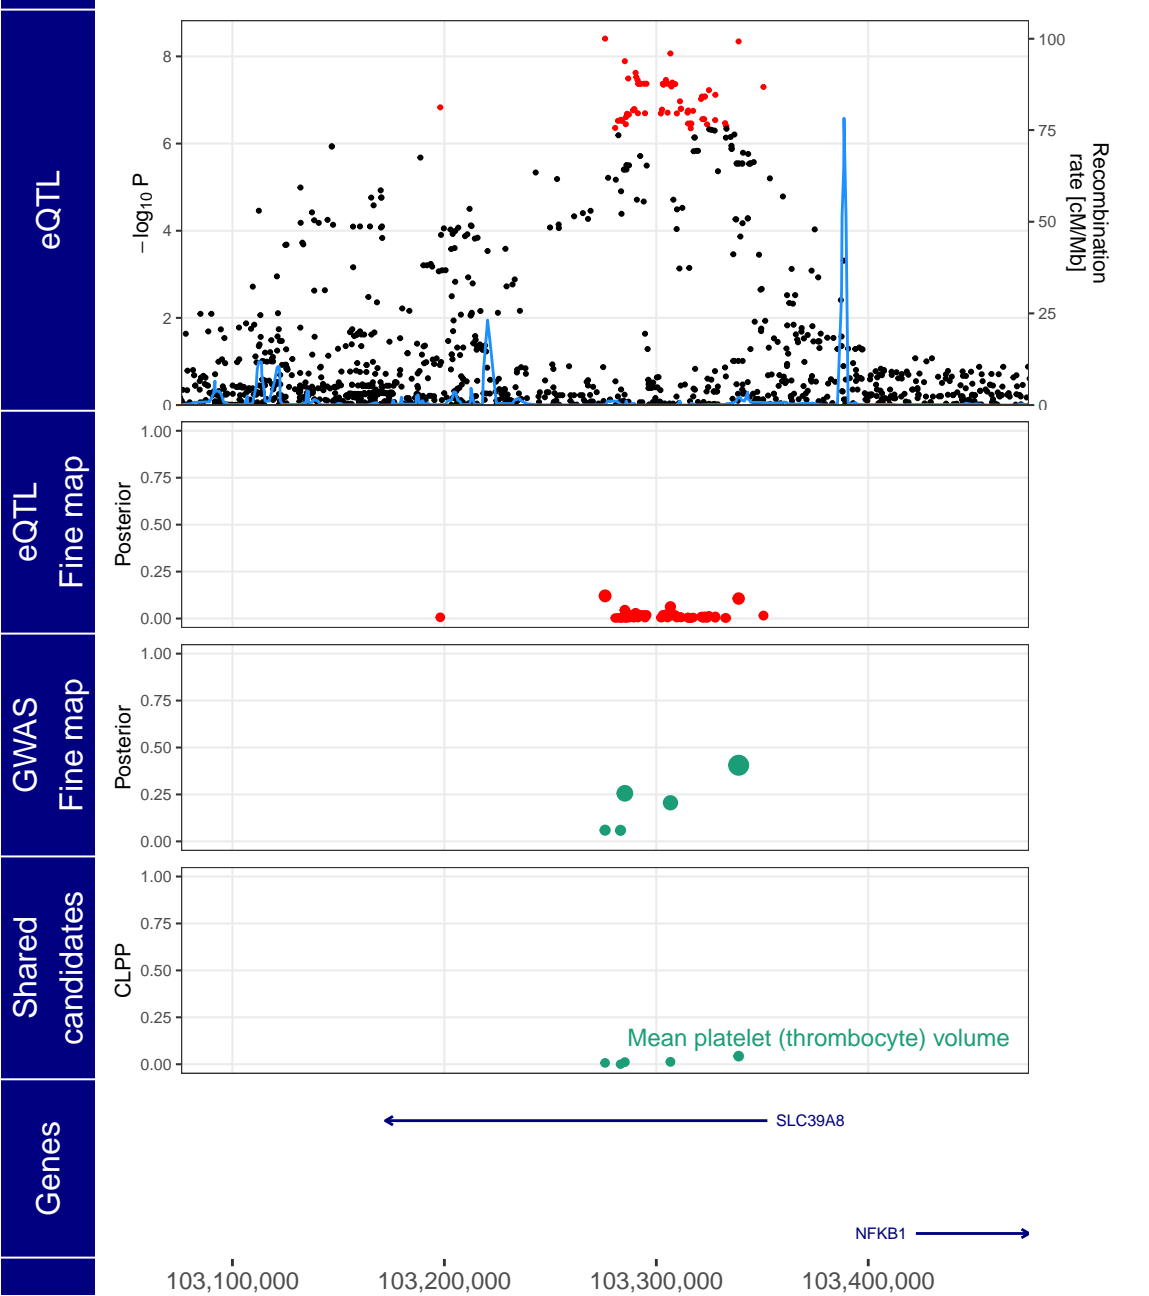 eQTL
−log10 P
8
6
4
2
0
100
75
50
25
0
Recombination
rate [cM/Mb]
eQTL
Fine map
Posterior
1.00
0.75
0.50
0.25
0.00
GWAS
Fine map
Posterior
1.00
0.75
0.50
0.25
0.00
Shared
candidates
CLPP
1.00
0.75
0.50
0.25
0.00
Mean platelet (thrombocyte) volume
Genes
SLC39A8
NFKB1
103,100,000
103,200,000
103,300,000
103,400,000